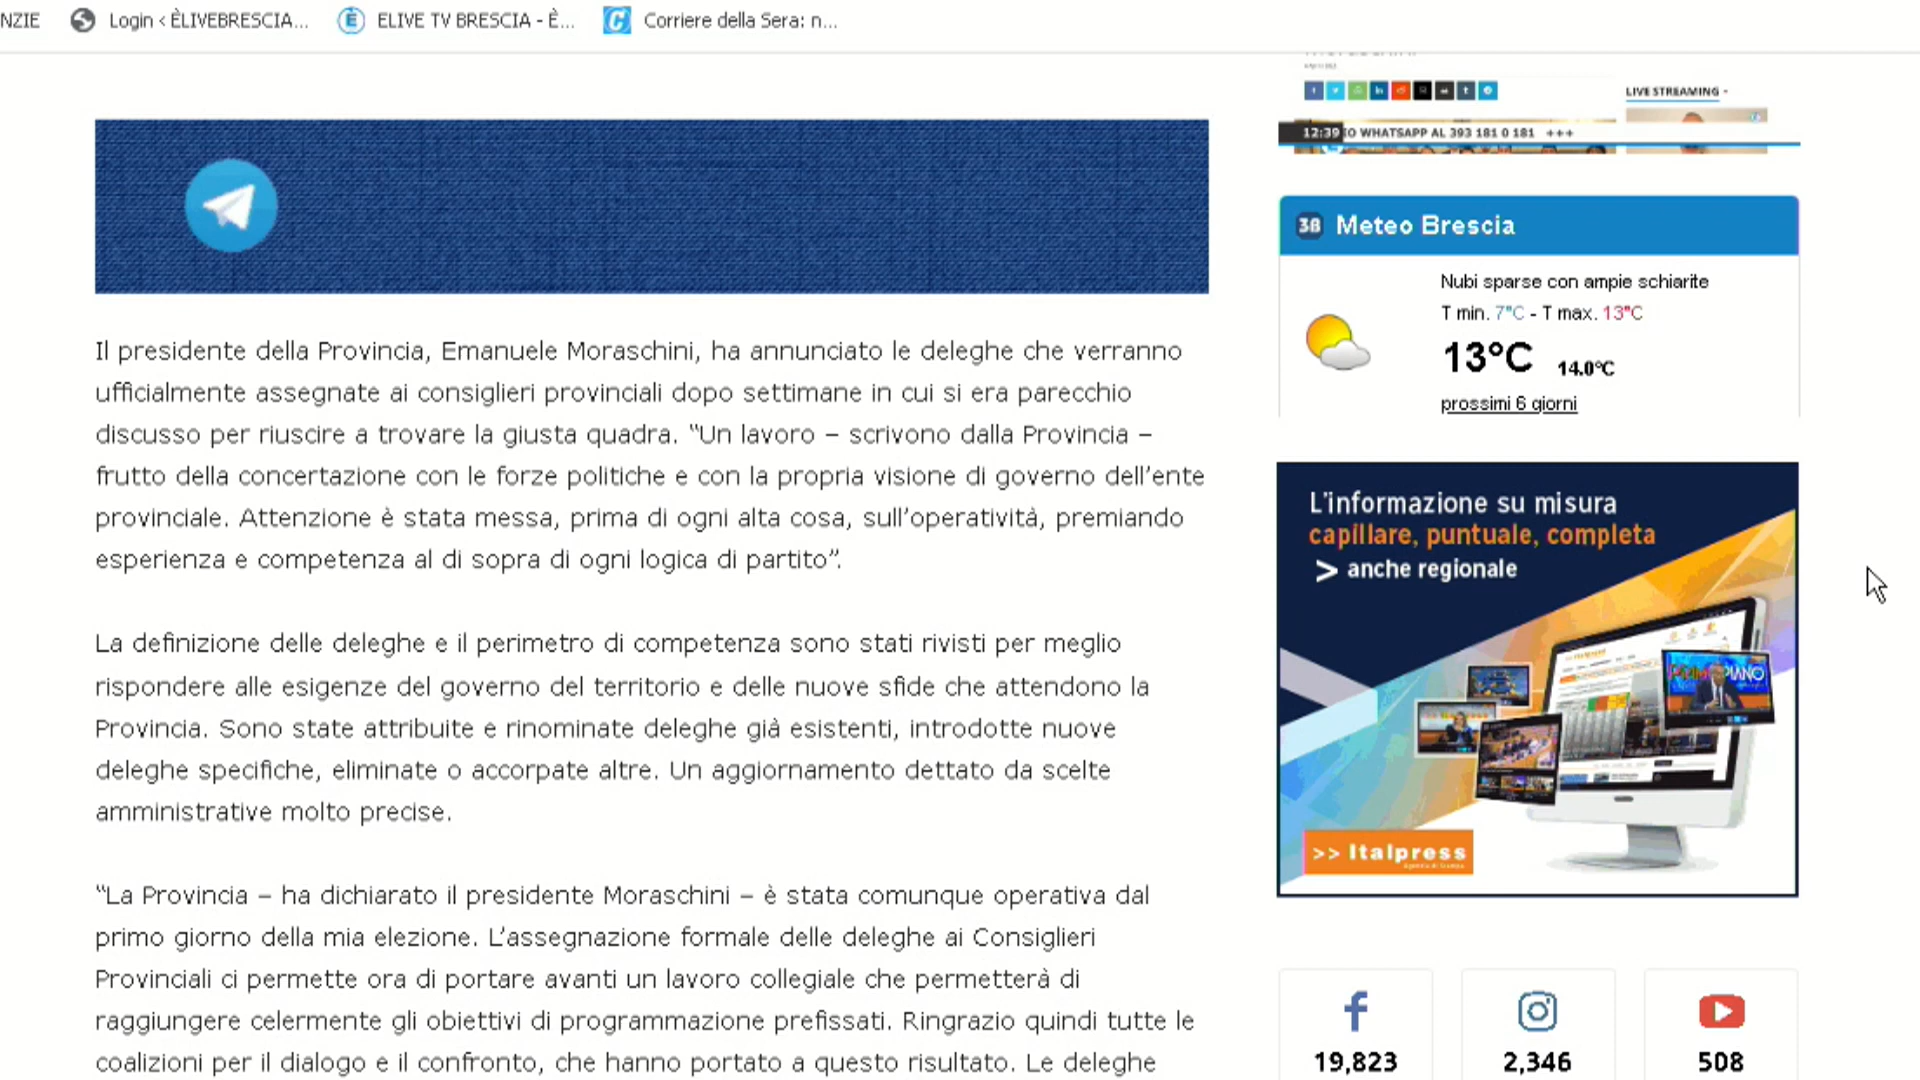 NZIE
Login ‹ ÈLIVEBRESCIA...
ELIVE TV BRESCIA - È...
Corriere della Sera: n...
LIVE STREAMING
12:39 IO WHATSAPP AL 393 181 0 181 +++
3B Meteo Brescia
Nubi sparse con ampie schiarite
T min. 7°C - T max. 13°C
13°C 14.0°C
prossimi 6 giorni
Il presidente della Provincia, Emanuele Moraschini, ha annunciato le deleghe che verranno
ufficialmente assegnate ai consiglieri provinciali dopo settimane in cui si era parecchio
discusso per riuscire a trovare la giusta quadra. “Un lavoro – scrivono dalla Provincia –
frutto della concertazione con le forze politiche e con la propria visione di governo dell’ente
provinciale. Attenzione è stata messa, prima di ogni alta cosa, sull’operatività, premiando
esperienza e competenza al di sopra di ogni logica di partito”.
La definizione delle deleghe e il perimetro di competenza sono stati rivisti per meglio
rispondere alle esigenze del governo del territorio e delle nuove sfide che attendono la
Provincia. Sono state attribuite e rinominate deleghe già esistenti, introdotte nuove
deleghe specifiche, eliminate o accorpate altre. Un aggiornamento dettato da scelte
amministrative molto precise.
“La Provincia – ha dichiarato il presidente Moraschini – è stata comunque operativa dal
primo giorno della mia elezione. L’assegnazione formale delle deleghe ai Consiglieri
Provinciali ci permette ora di portare avanti un lavoro collegiale che permetterà di
raggiungere celermente gli obiettivi di programmazione prefissati. Ringrazio quindi tutte le
coalizioni per il dialogo e il confronto, che hanno portato a questo risultato. Le deleghe
L'informazione su misura
capillare, puntuale, completa
> anche regionale
>> Italpress
19,823
2,346
508